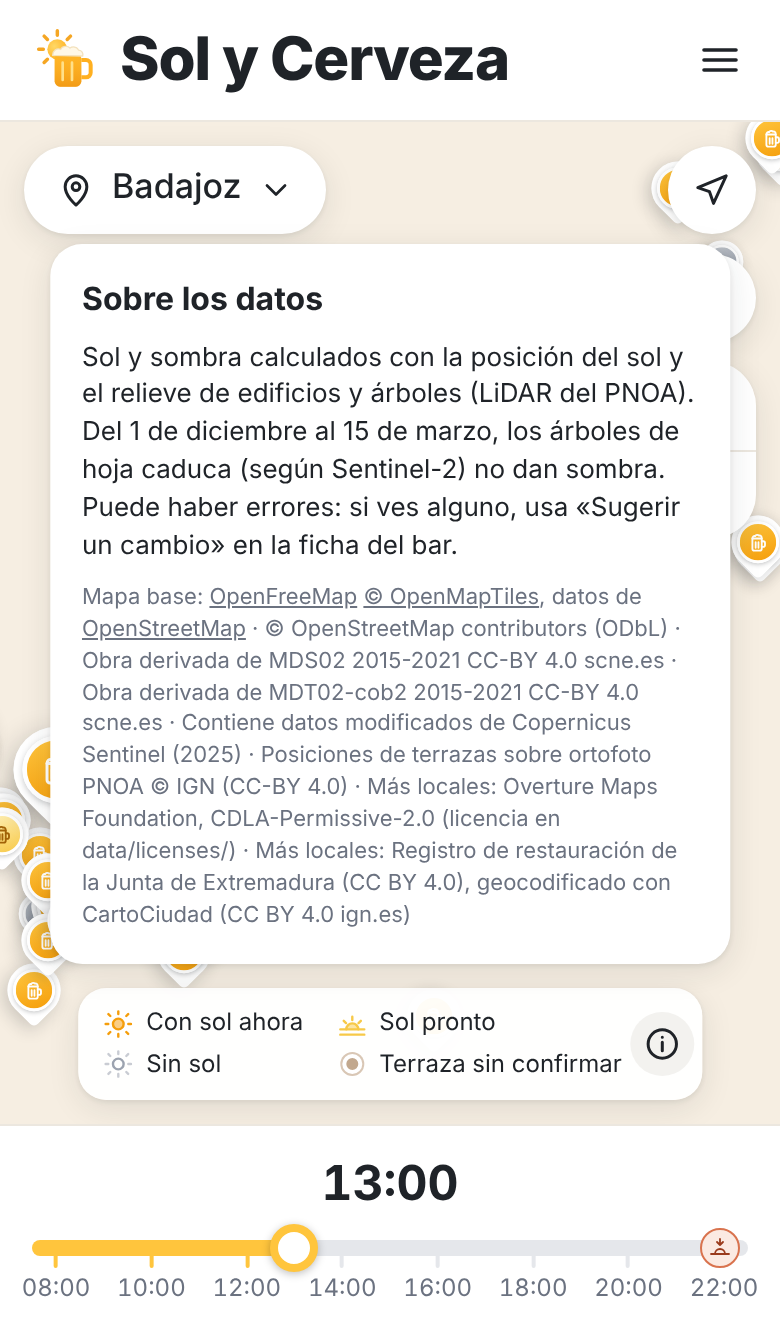 Sol y Cerveza
Badajoz
Sobre los datos
Sol y sombra calculados con la posición del sol y
el relieve de edificios y árboles (LiDAR del PNOA).
Del 1 de diciembre al 15 de marzo, los árboles de
hoja caduca (según Sentinel-2) no dan sombra.
Puede haber errores: si ves alguno, usa «Sugerir
un cambio» en la ficha del bar.
Mapa base: OpenFreeMap © OpenMapTiles, datos de
OpenStreetMap · © OpenStreetMap contributors (ODbL) ·
Obra derivada de MDS02 2015-2021 CC-BY 4.0 scne.es ·
Obra derivada de MDT02-cob2 2015-2021 CC-BY 4.0
scne.es · Contiene datos modificados de Copernicus
Sentinel (2025) · Posiciones de terrazas sobre ortofoto
PNOA © IGN (CC-BY 4.0) · Más locales: Overture Maps
Foundation, CDLA-Permissive-2.0 (licencia en
data/licenses/) · Más locales: Registro de restauración de
la Junta de Extremadura (CC BY 4.0), geocodificado con
CartoCiudad (CC BY 4.0 ign.es)
Con sol ahora Sol pronto
Sin sol Terraza sin confirmar
13:00
08:00 10:00 12:00 14:00 16:00 18:00 20:00 22:00